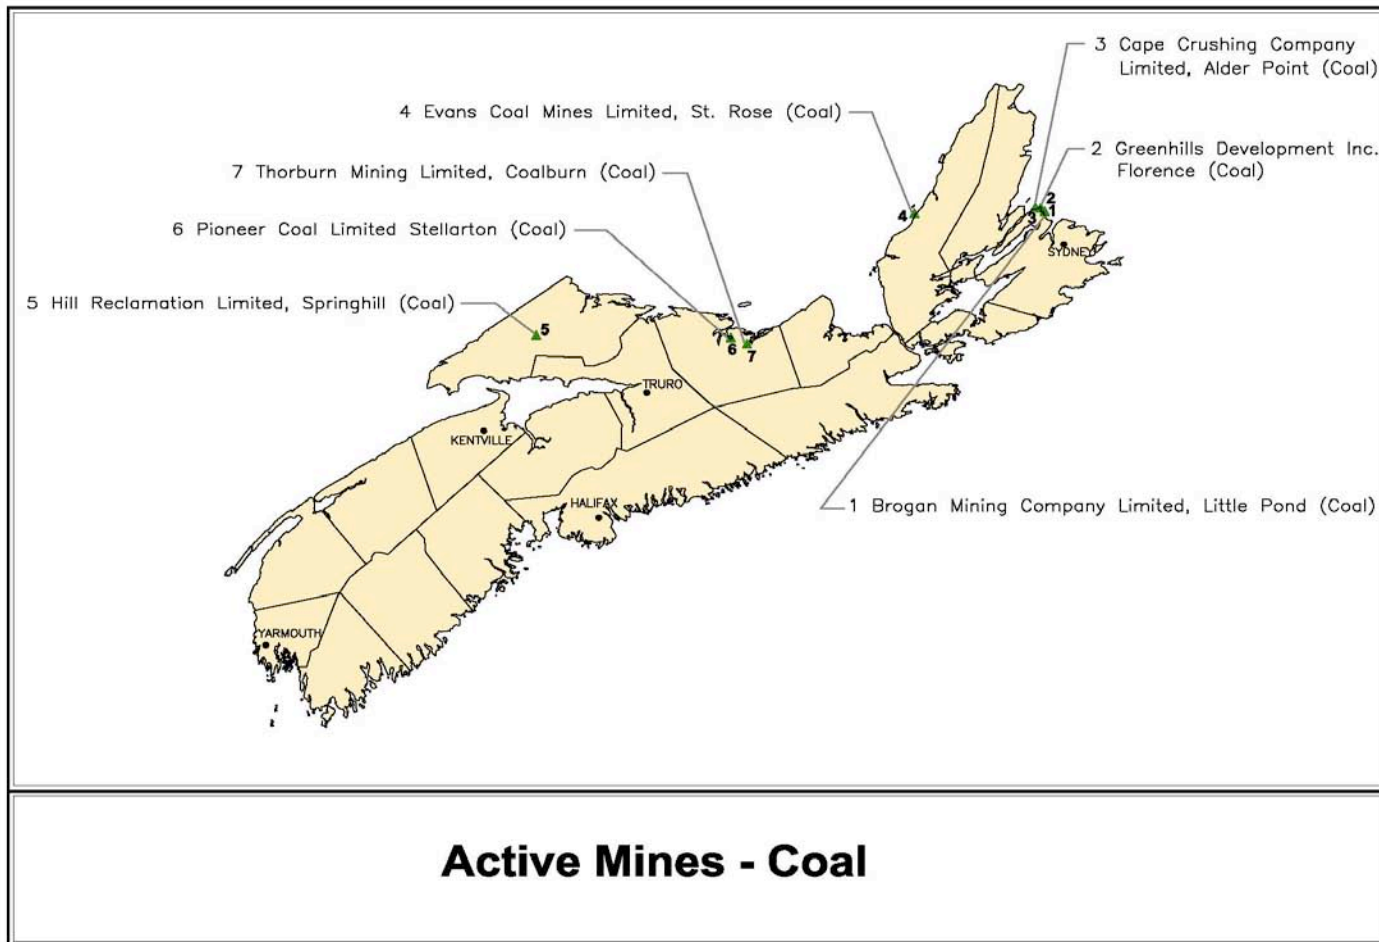 3 Cape Crushing Company
Limited, Alder Point (Coal)
4 Evans Coal Mines Limited, St. Rose (Coal)
2 Greenhills Development Inc.
Florence (Coal)
7 Thorburn Mining Limited, Coalburn (Coal)
6 Pioneer Coal Limited Stellarton (Coal)
5 Hill Reclamation Limited, Springhill (Coal)
2
4
3
1
SYDNEY
5
6
7
TRURO
KENTVILLE
HALIFAX
1 Brogan Mining Company Limited, Little Pond (Coal)
YARMOUTH
Active Mines - Coal